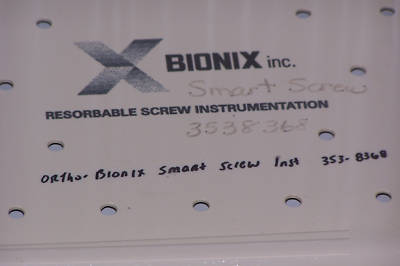 BIONIX inc.
Smart Screw
RESORBABLE SCREW INSTRUMENTATION
3538368
ORTHO- BIONIX Smart Screw Inst 353-8368